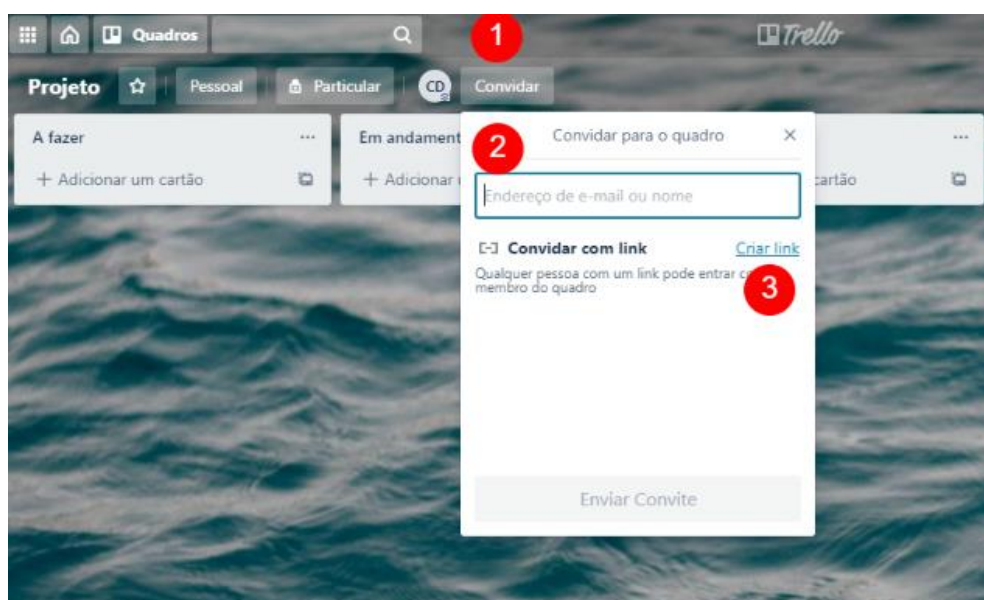 Quadros
1
Trello
Projeto
Pessoal
Particular
CD
Convidar
A fazer
Em andament
2
Convidar para o quadro
+ Adicionar um cartão
+ Adicionar
cartão
Endereço de e-mail ou nome
Convidar com link
Criar link
Qualquer pessoa com um link pode entrar
membro do quadro
3
Enviar Convite